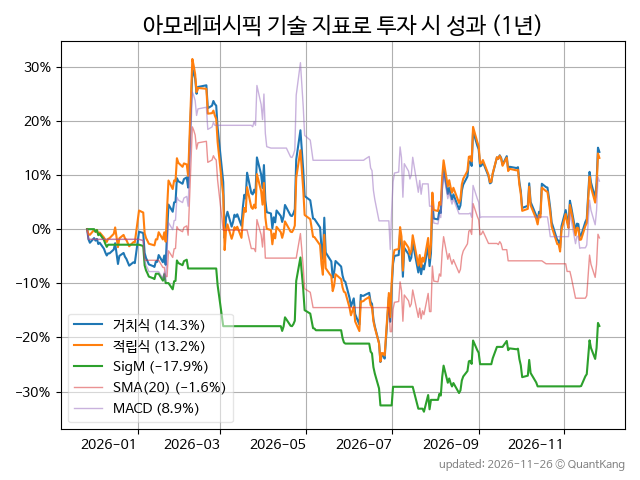 아모레퍼시픽 기술 지표로 투자 시 성과 (1년)
30%
20%
10%
0%
−10%
−20%
−30%
거치식 (14.3%)
적립식 (13.2%)
SigM (−17.9%)
SMA(20) (−1.6%)
MACD (8.9%)
2026-01
2026-03
2026-05
2026-07
2026-09
2026-11
updated: 2026-11-26 ⓒ QuantKang